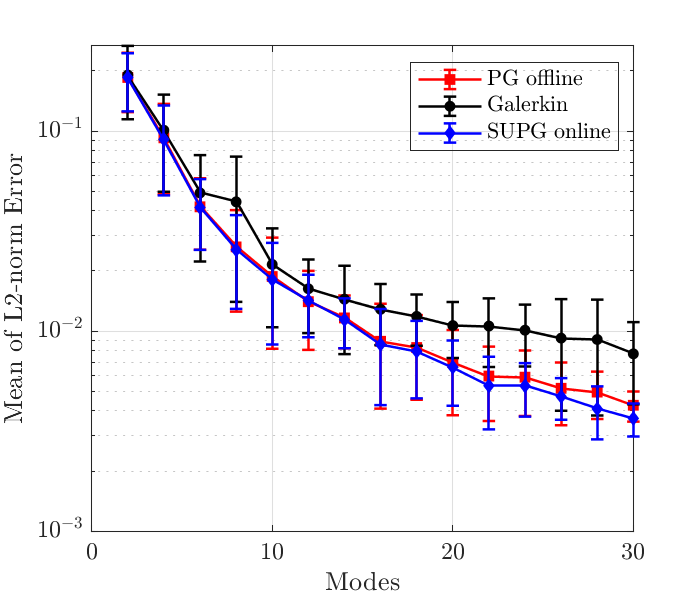 PG offline
Galerkin
SUPG online
Mean of L2-norm Error
10⁻¹
10⁻²
10⁻³
0 10 20 30
Modes